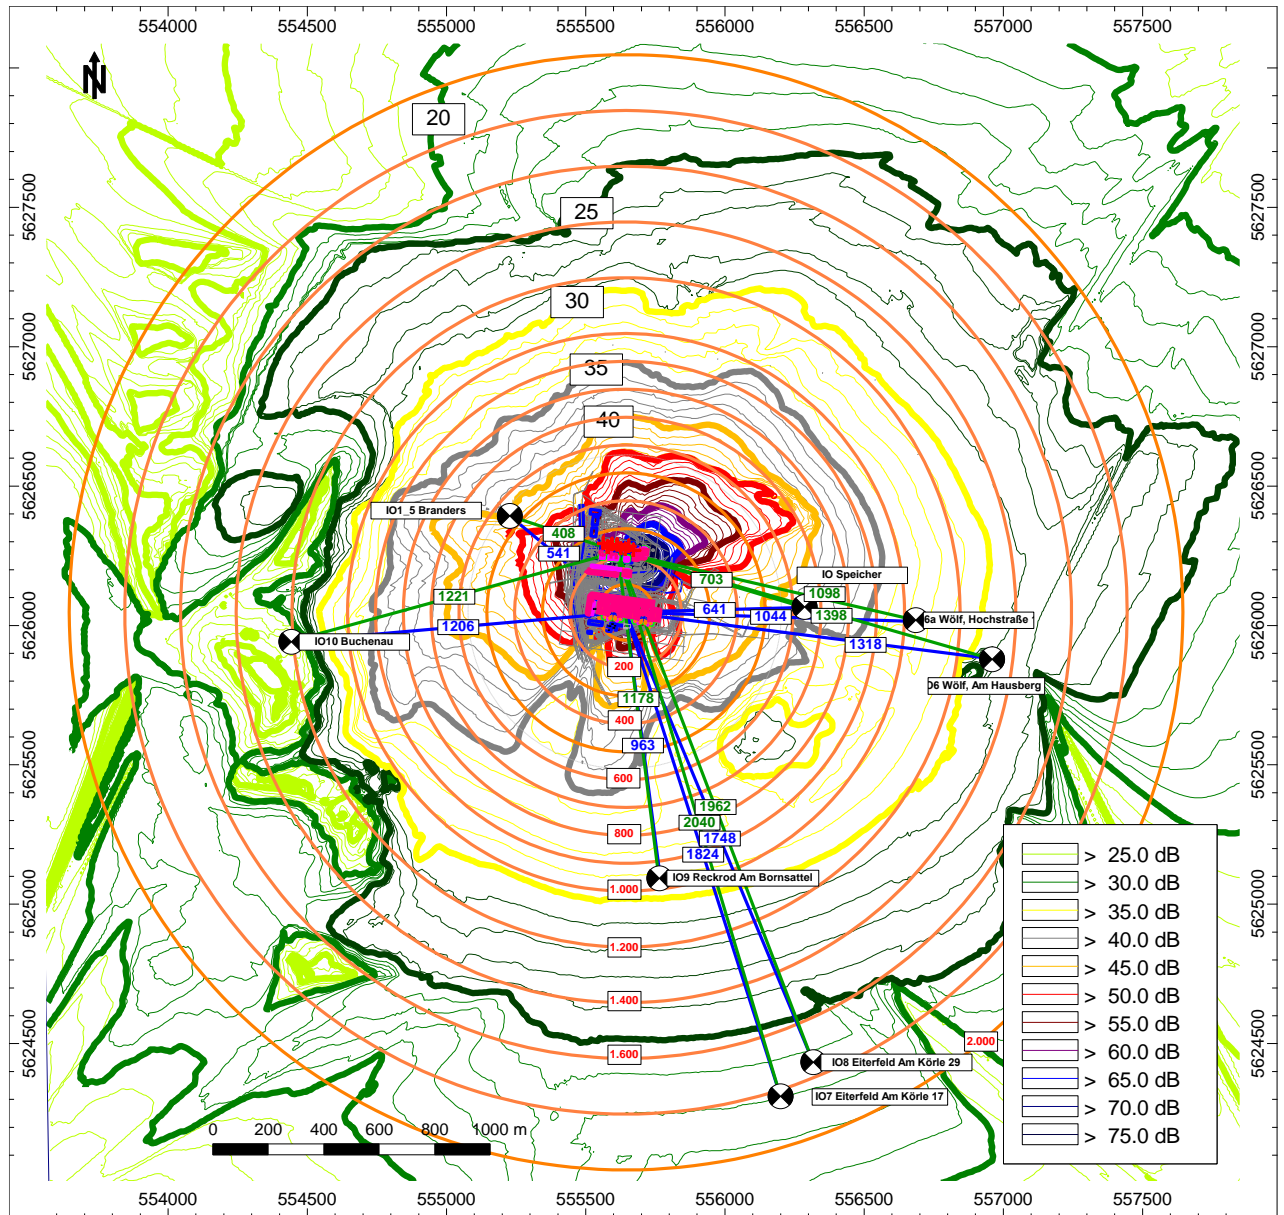 554000 554500 555000 555500 556000 556500 557000 557500
N
20
25
30
35
40
5627500
5627000
5626500
5626000
5625500
5625000
5624500
5627500
5627000
5626500
5626000
5625500
5625000
5624500
IO1_5 Branders
408
541
1221
1206
IO10 Buchenau
703
IO Speicher
1098
641
1044
1398
6a Wölf, Hochstraße
1318
06 Wölf, Am Hausberg
200
1178
400
963
600
1962
2040
800
1748
1824
IO9 Reckrod Am Bornsattel
1.000
1.200
1.400
1.600
2.000
IO8 Eiterfeld Am Körle 29
IO7 Eiterfeld Am Körle 17
> 25.0 dB
> 30.0 dB
> 35.0 dB
> 40.0 dB
> 45.0 dB
> 50.0 dB
> 55.0 dB
> 60.0 dB
> 65.0 dB
> 70.0 dB
> 75.0 dB
0 200 400 600 800 1000 m
554000 554500 555000 555500 556000 556500 557000 557500